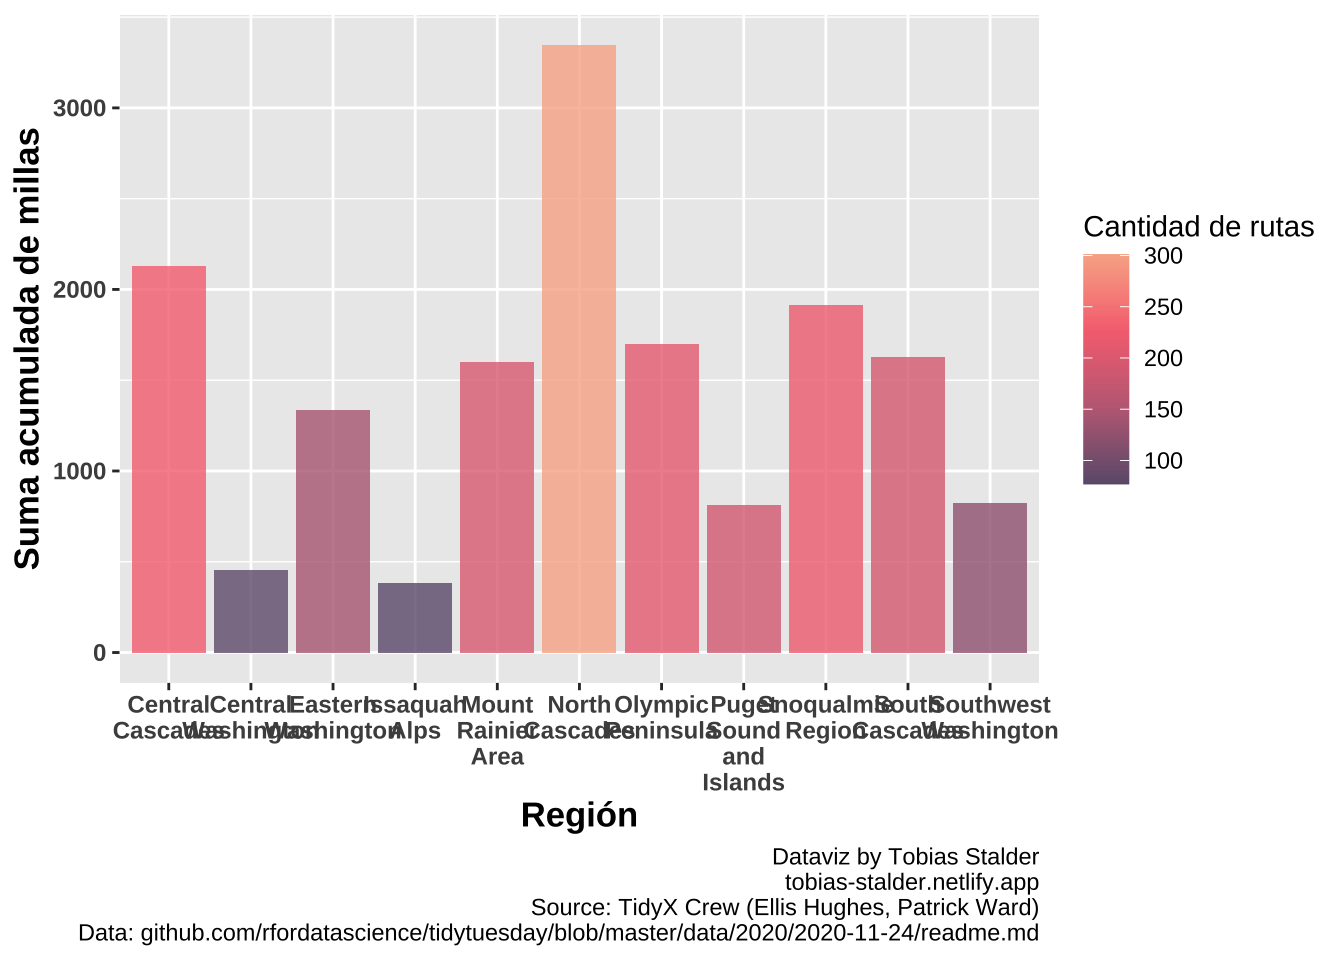 Suma acumulada de millas
3000
2000
1000
0
Central Cascades
Central Washington
Eastern Washington
Issaquah Alps
Mount Rainier Area
North Cascades
Olympic Peninsula
Puget Sound and Islands
Snoqualmie Region
South Cascades
Southwest Washington
Región
Cantidad de rutas
300
250
200
150
100
Dataviz by Tobias Stalder
tobias-stalder.netlify.app
Source: TidyX Crew (Ellis Hughes, Patrick Ward)
Data: github.com/rfordatascience/tidytuesday/blob/master/data/2020/2020-11-24/readme.md